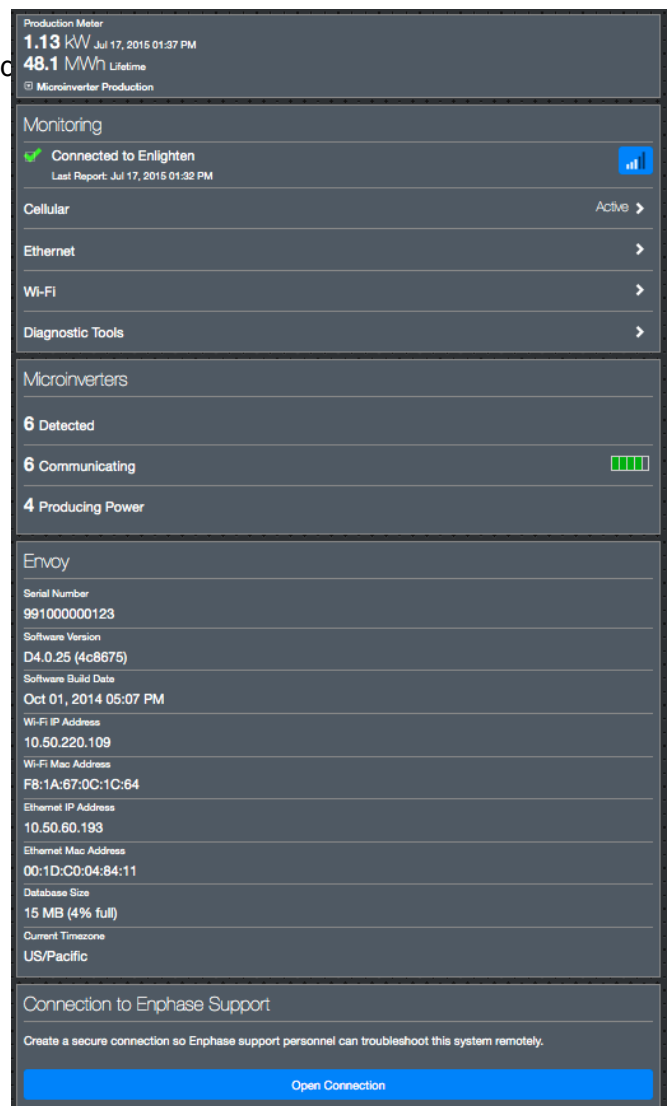 Production Meter
1.13 kW Jul 17, 2015 01:37 PM
48.1 MWh Lifetime
Microinverter Production
Monitoring
Connected to Enlighten
Last Report: Jul 17, 2015 01:32 PM
Cellular Active
Ethernet
Wi-Fi
Diagnostic Tools
Microinverters
6 Detected
6 Communicating
4 Producing Power
Envoy
Serial Number
991000000123
Software Version
D4.0.25 (4c8675)
Software Build Date
Oct 01, 2014 05:07 PM
Wi-Fi IP Address
10.50.220.109
Wi-Fi Mac Address
F8:1A:67:0C:1C:64
Ethernet IP Address
10.50.60.193
Ethernet Mac Address
00:1D:C0:04:84:11
Database Size
15 MB (4% full)
Current Timezone
US/Pacific
Connection to Enphase Support
Create a secure connection so Enphase support personnel can troubleshoot this system remotely.
Open Connection